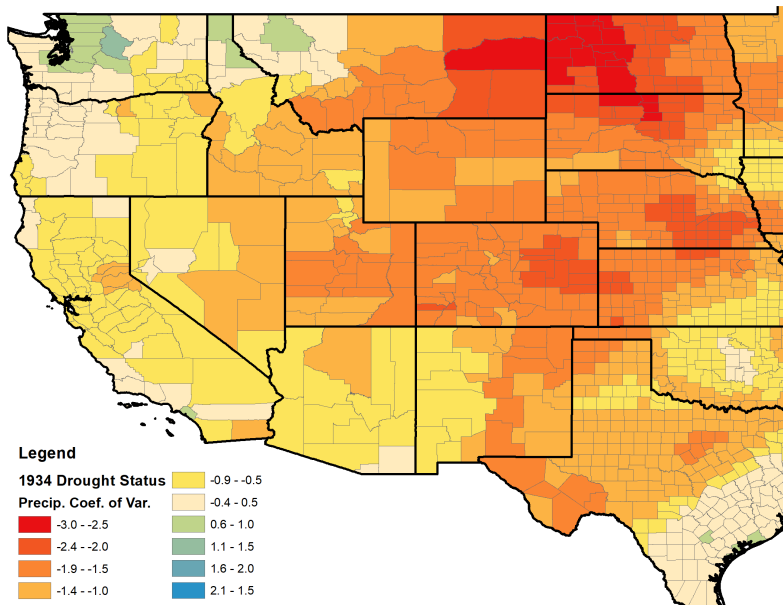 Legend
1934 Drought Status
Precip. Coef. of Var.
-3.0 - -2.5
-2.4 - -2.0
-1.9 - -1.5
-1.4 - -1.0
-0.9 - -0.5
-0.4 - 0.5
0.6 - 1.0
1.1 - 1.5
1.6 - 2.0
2.1 - 1.5